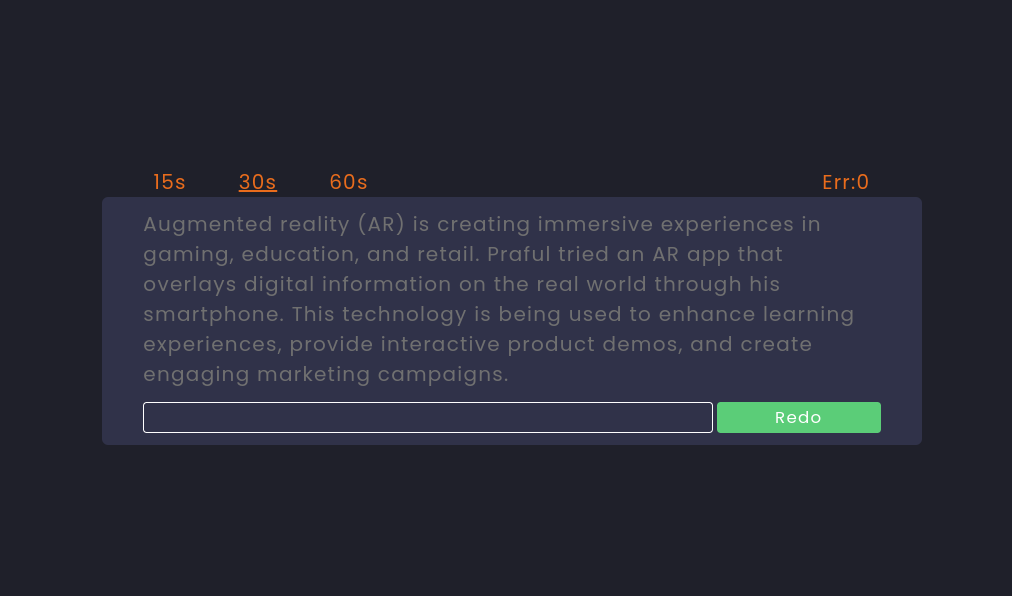 15s 30s 60s Err:0
Augmented reality (AR) is creating immersive experiences in
gaming, education, and retail. Praful tried an AR app that
overlays digital information on the real world through his
smartphone. This technology is being used to enhance learning
experiences, provide interactive product demos, and create
engaging marketing campaigns.
Redo